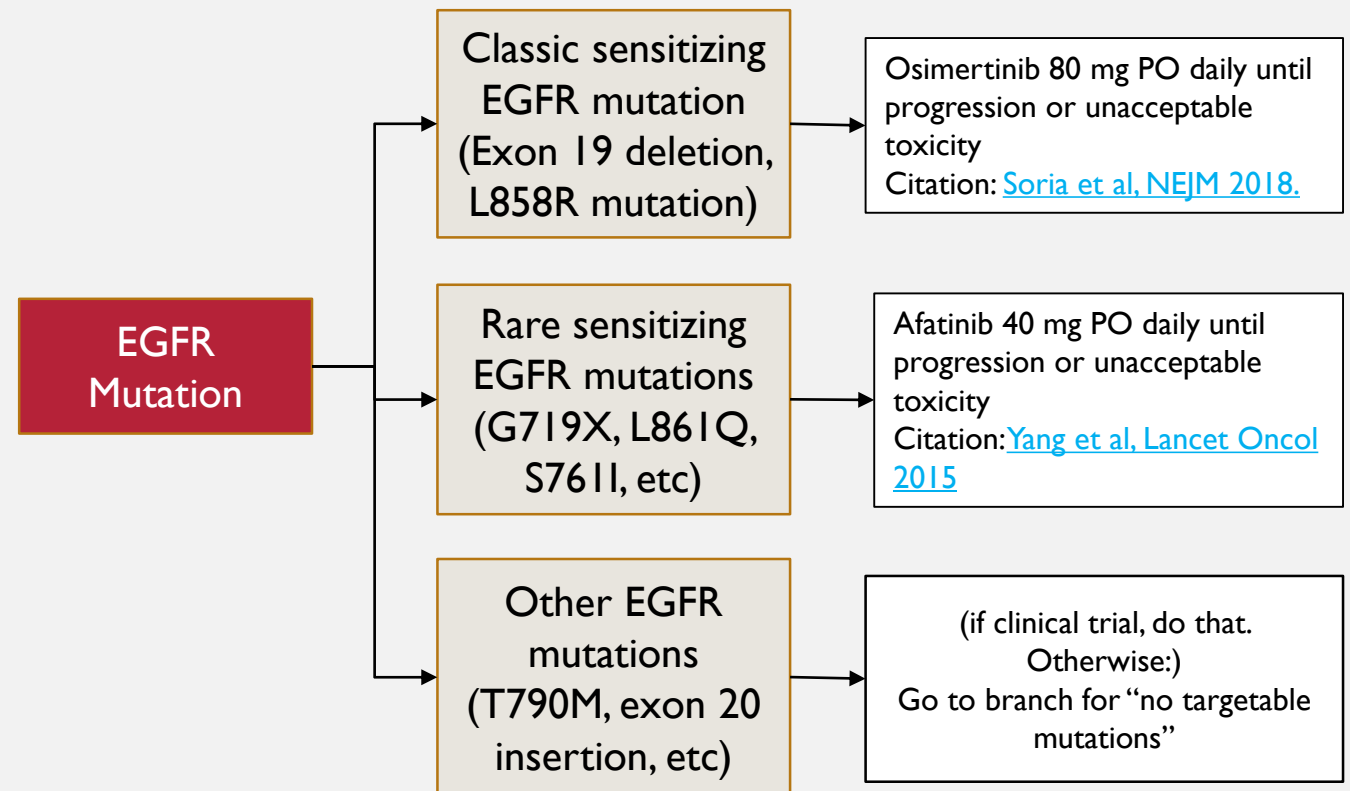 EGFR
Mutation
Classic sensitizing
EGFR mutation
(Exon 19 deletion,
L858R mutation)
Osimertinib 80 mg PO daily until
progression or unacceptable
toxicity
Citation: Soria et al, NEJM 2018.
Rare sensitizing
EGFR mutations
(G719X, L861Q,
S761I, etc)
Afatinib 40 mg PO daily until
progression or unacceptable
toxicity
Citation: Yang et al, Lancet Oncol
2015
Other EGFR
mutations
(T790M, exon 20
insertion, etc)
(if clinical trial, do that.
Otherwise:)
Go to branch for “no targetable
mutations”